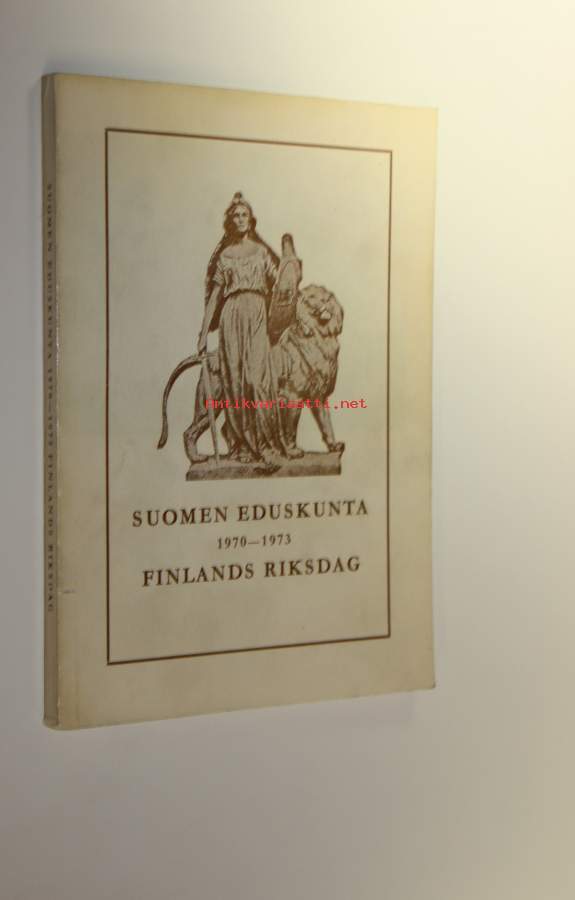 SUOMEN EDUSKUNTA 1970—1973 FINLANDS RIKSDAG
Antikvariaatti.net
SUOMEN EDUSKUNTA
1970—1973
FINLANDS RIKSDAG